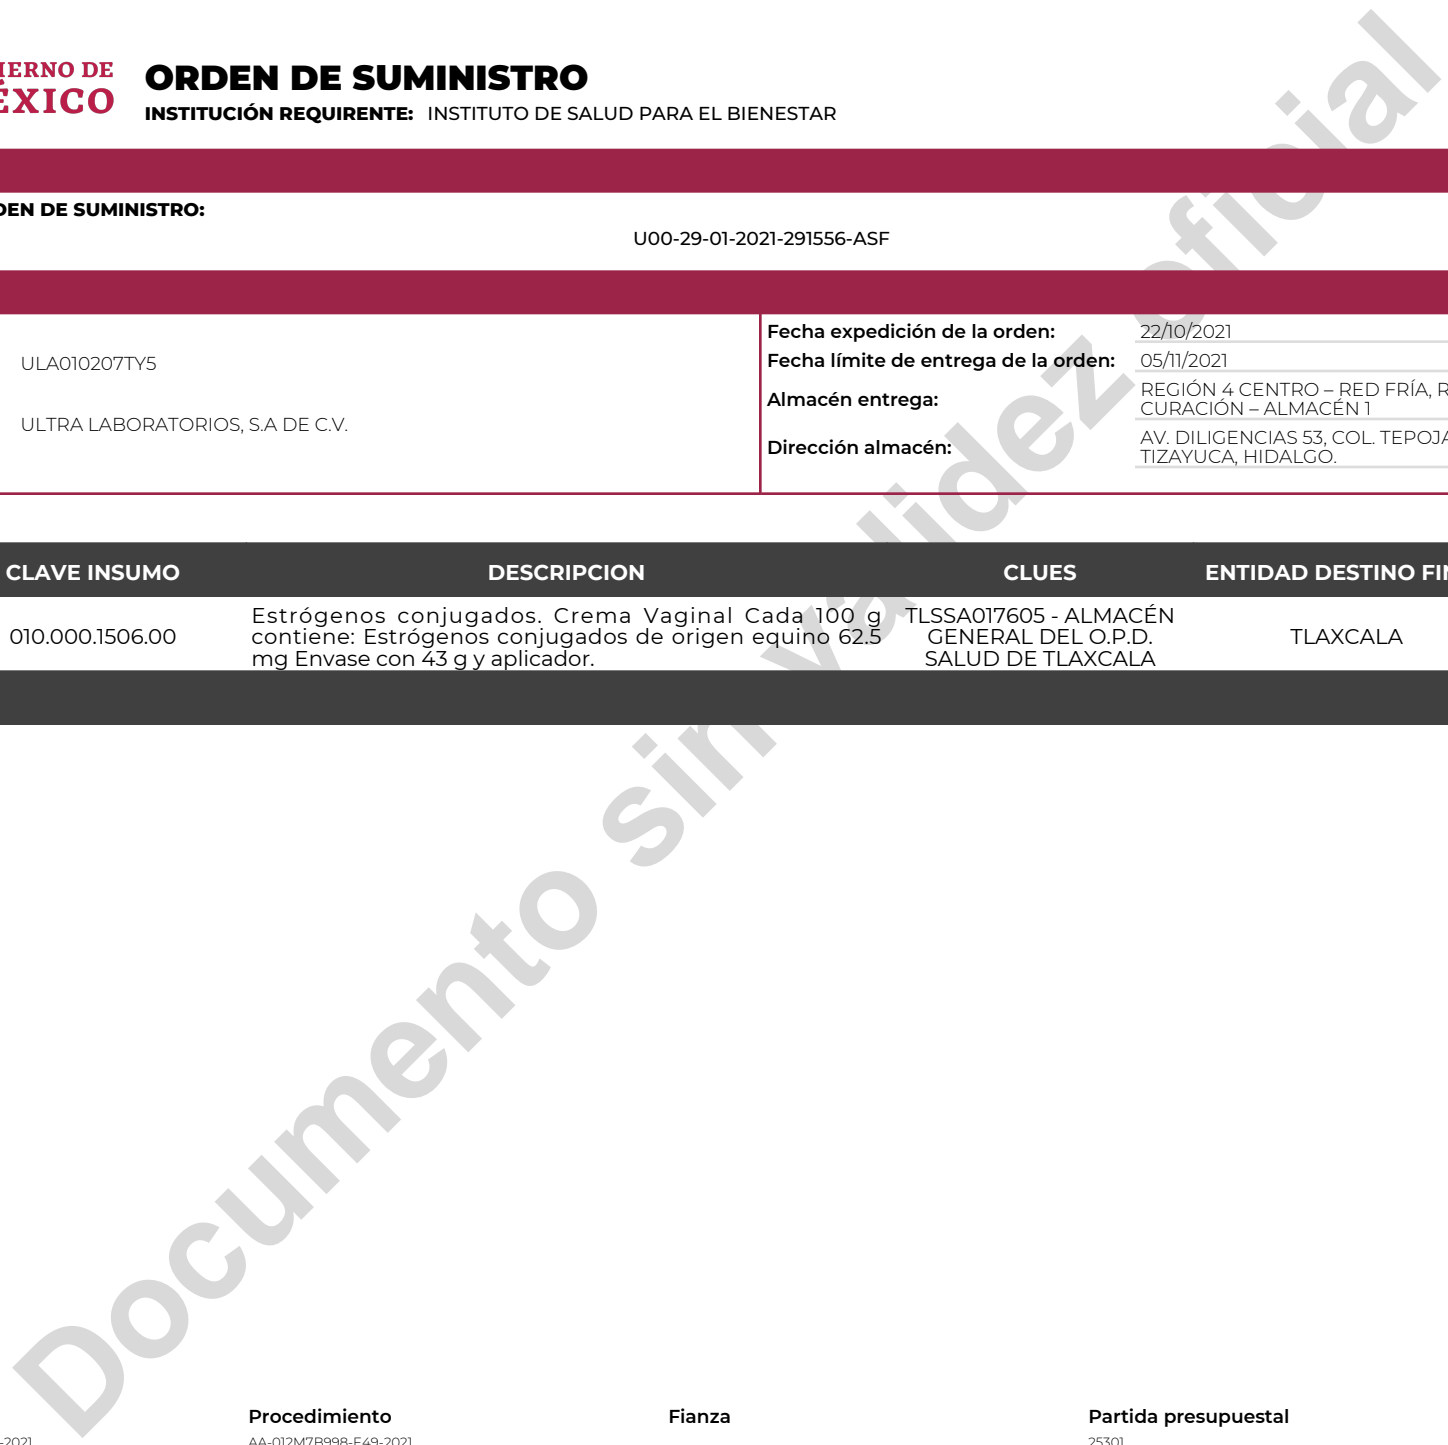 IERNO DE
ÉXICO
ORDEN DE SUMINISTRO
INSTITUCIÓN REQUIRENTE: INSTITUTO DE SALUD PARA EL BIENESTAR
DEN DE SUMINISTRO:
U00-29-01-2021-291556-ASF
ULA010207TY5
ULTRA LABORATORIOS, S.A DE C.V.
Fecha expedición de la orden: 22/10/2021
Fecha límite de entrega de la orden: 05/11/2021
Almacén entrega: REGIÓN 4 CENTRO – RED FRÍA, R
CURACIÓN – ALMACÉN 1
Dirección almacén: AV. DILIGENCIAS 53, COL. TEPOJA
TIZAYUCA, HIDALGO.
CLAVE INSUMO DESCRIPCION CLUES ENTIDAD DESTINO FIN
010.000.1506.00
Estrógenos conjugados. Crema Vaginal Cada 100 g
contiene: Estrógenos conjugados de origen equino 62.5
mg Envase con 43 g y aplicador.
TLSSA017605 - ALMACÉN
GENERAL DEL O.P.D.
SALUD DE TLAXCALA
TLAXCALA
Documento sin validez oficial
Procedimiento Fianza Partida presupuestal
-2021 AA-012M7B998-E49-2021 25301